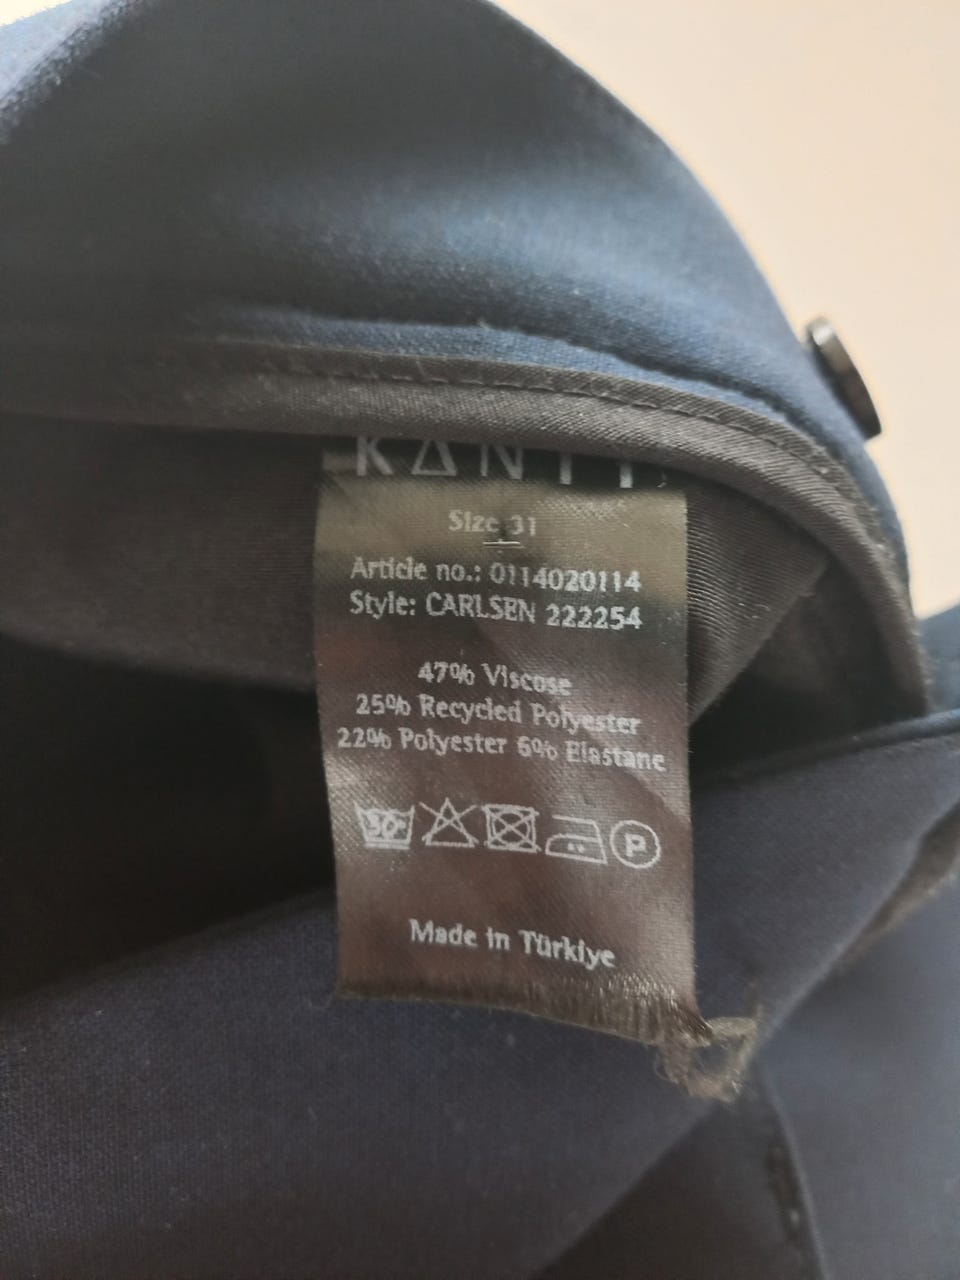 Size 31
Article no.: 0114020114
Style: CARLSEN 222254
47% Viscose
25% Recycled Polyester
22% Polyester 6% Elastane
30°
P
Made in Türkiye